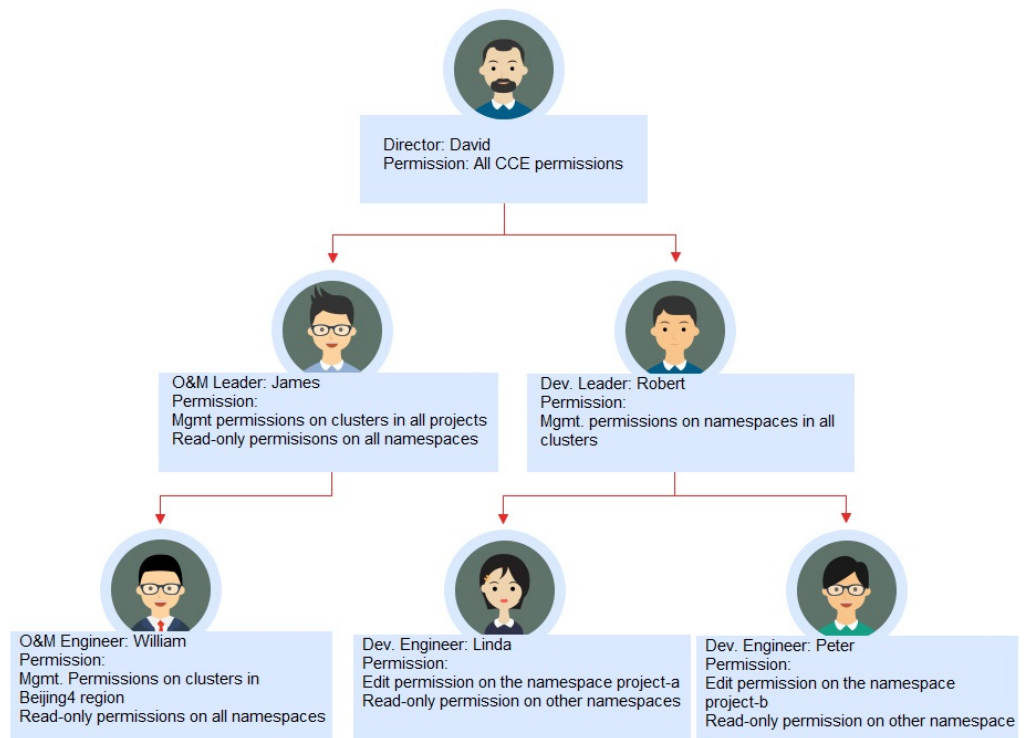 Director: David
Permission: All CCE permissions
O&M Leader: James
Permission:
Mgmt permissions on clusters in all projects
Read-only permisisons on all namespaces
Dev. Leader: Robert
Permission:
Mgmt. permissions on namespaces in all
clusters
O&M Engineer: William
Permission:
Mgmt. Permissions on clusters in
Beijing4 region
Read-only permissions on all namespaces
Dev. Engineer: Linda
Permission:
Edit permission on the namespace project-a
Read-only permission on other namespaces
Dev. Engineer: Peter
Permission:
Edit permission on the namespace
project-b
Read-only permission on other namespace